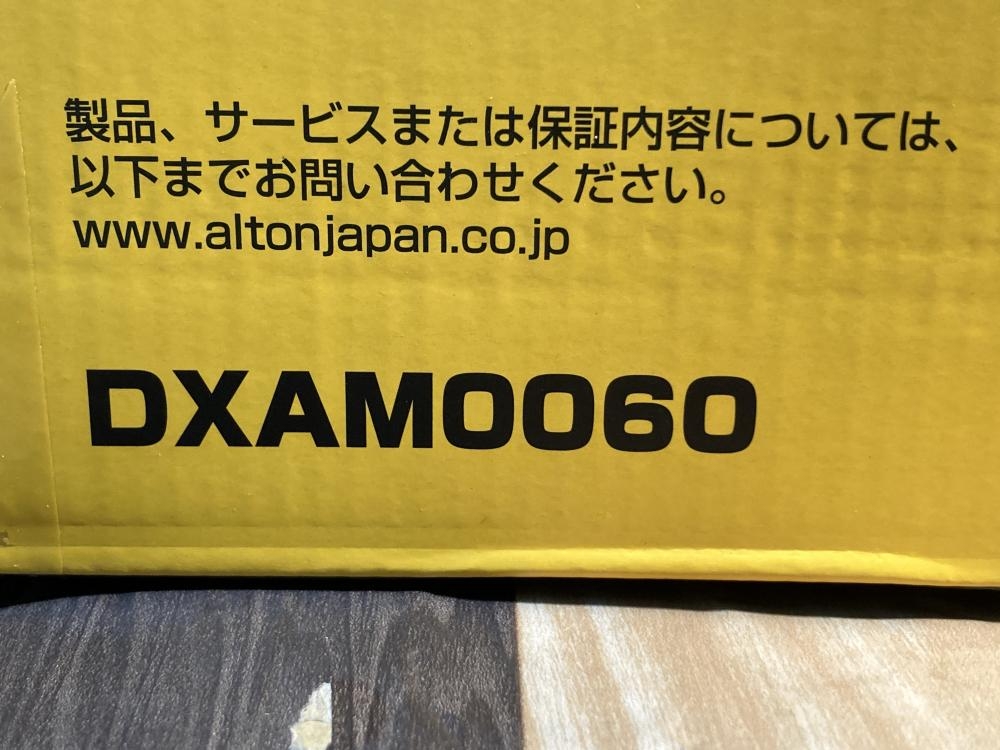 製品、サービスまたは保証内容については、
以下までお問い合わせください。
www.altonjapan.co.jp
DXAM0060